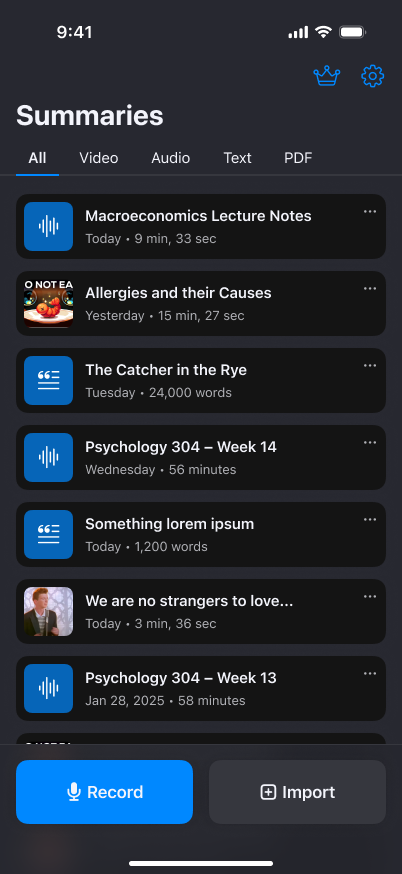 9:41
Summaries
All Video Audio Text PDF
Macroeconomics Lecture Notes
Today • 9 min, 33 sec
O NOT EA
Allergies and their Causes
Yesterday • 15 min, 27 sec
The Catcher in the Rye
Tuesday • 24,000 words
Psychology 304 – Week 14
Wednesday • 56 minutes
Something lorem ipsum
Today • 1,200 words
We are no strangers to love...
Today • 3 min, 36 sec
Psychology 304 – Week 13
Jan 28, 2025 • 58 minutes
Record Import